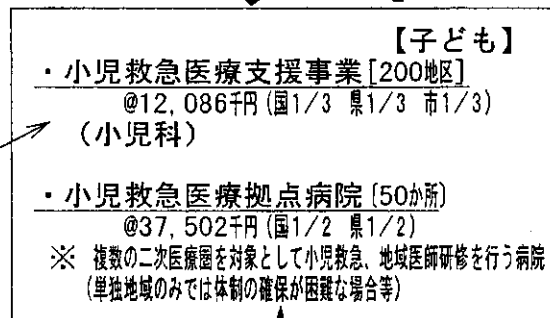 【子ども】
・小児救急医療支援事業[200地区]
@12,086千円(国1/3 県1/3 市1/3)
(小児科)
・小児救急医療拠点病院(50か所)
@37,502千円(国1/2 県1/2)
※ 複数の二次医療圏を対象として小児救急、地域医師研修を行う病院
(単独地域のみでは体制の確保が困難な場合等)